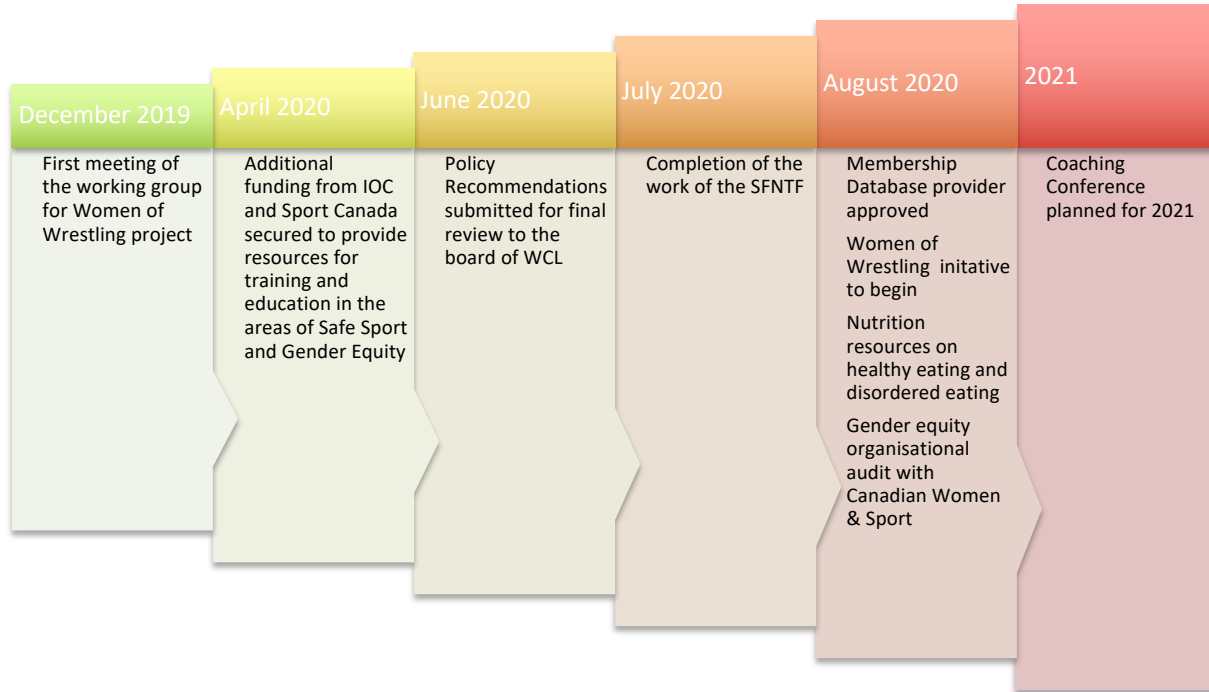 December 2019
First meeting of
the working group
for Women of
Wrestling project
April 2020
Additional
funding from IOC
and Sport Canada
secured to provide
resources for
training and
education in the
areas of Safe Sport
and Gender Equity
June 2020
Policy
Recommendations
submitted for final
review to the
board of WCL
July 2020
Completion of the
work of the SFNTF
August 2020
Membership
Database provider
approved
Women of
Wrestling initative
to begin
Nutrition
resources on
healthy eating and
disordered eating
Gender equity
organisational
audit with
Canadian Women
& Sport
2021
Coaching
Conference
planned for 2021